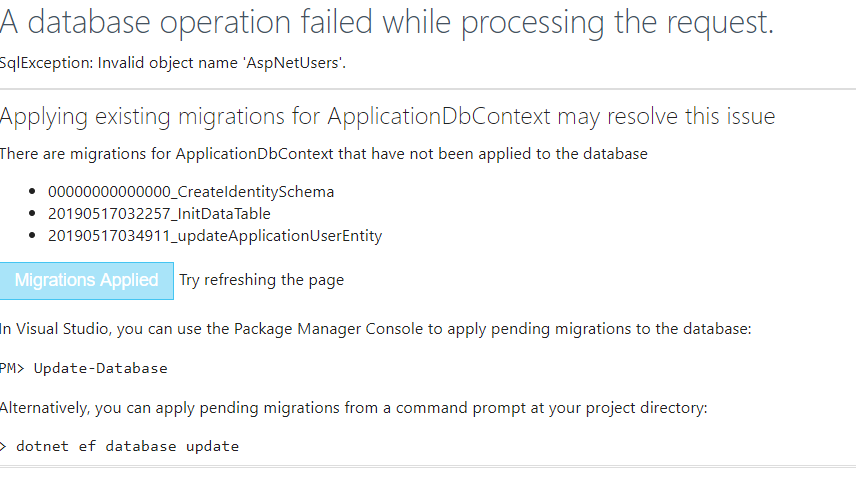 A database operation failed while processing the request.
SqlException: Invalid object name 'AspNetUsers'.
Applying existing migrations for ApplicationDbContext may resolve this issue
There are migrations for ApplicationDbContext that have not been applied to the database
• 00000000000000_CreateIdentitySchema
• 20190517032257_InitDataTable
• 20190517034911_updateApplicationUserEntity
Migrations Applied Try refreshing the page
In Visual Studio, you can use the Package Manager Console to apply pending migrations to the database:
PM> Update-Database
Alternatively, you can apply pending migrations from a command prompt at your project directory:
> dotnet ef database update